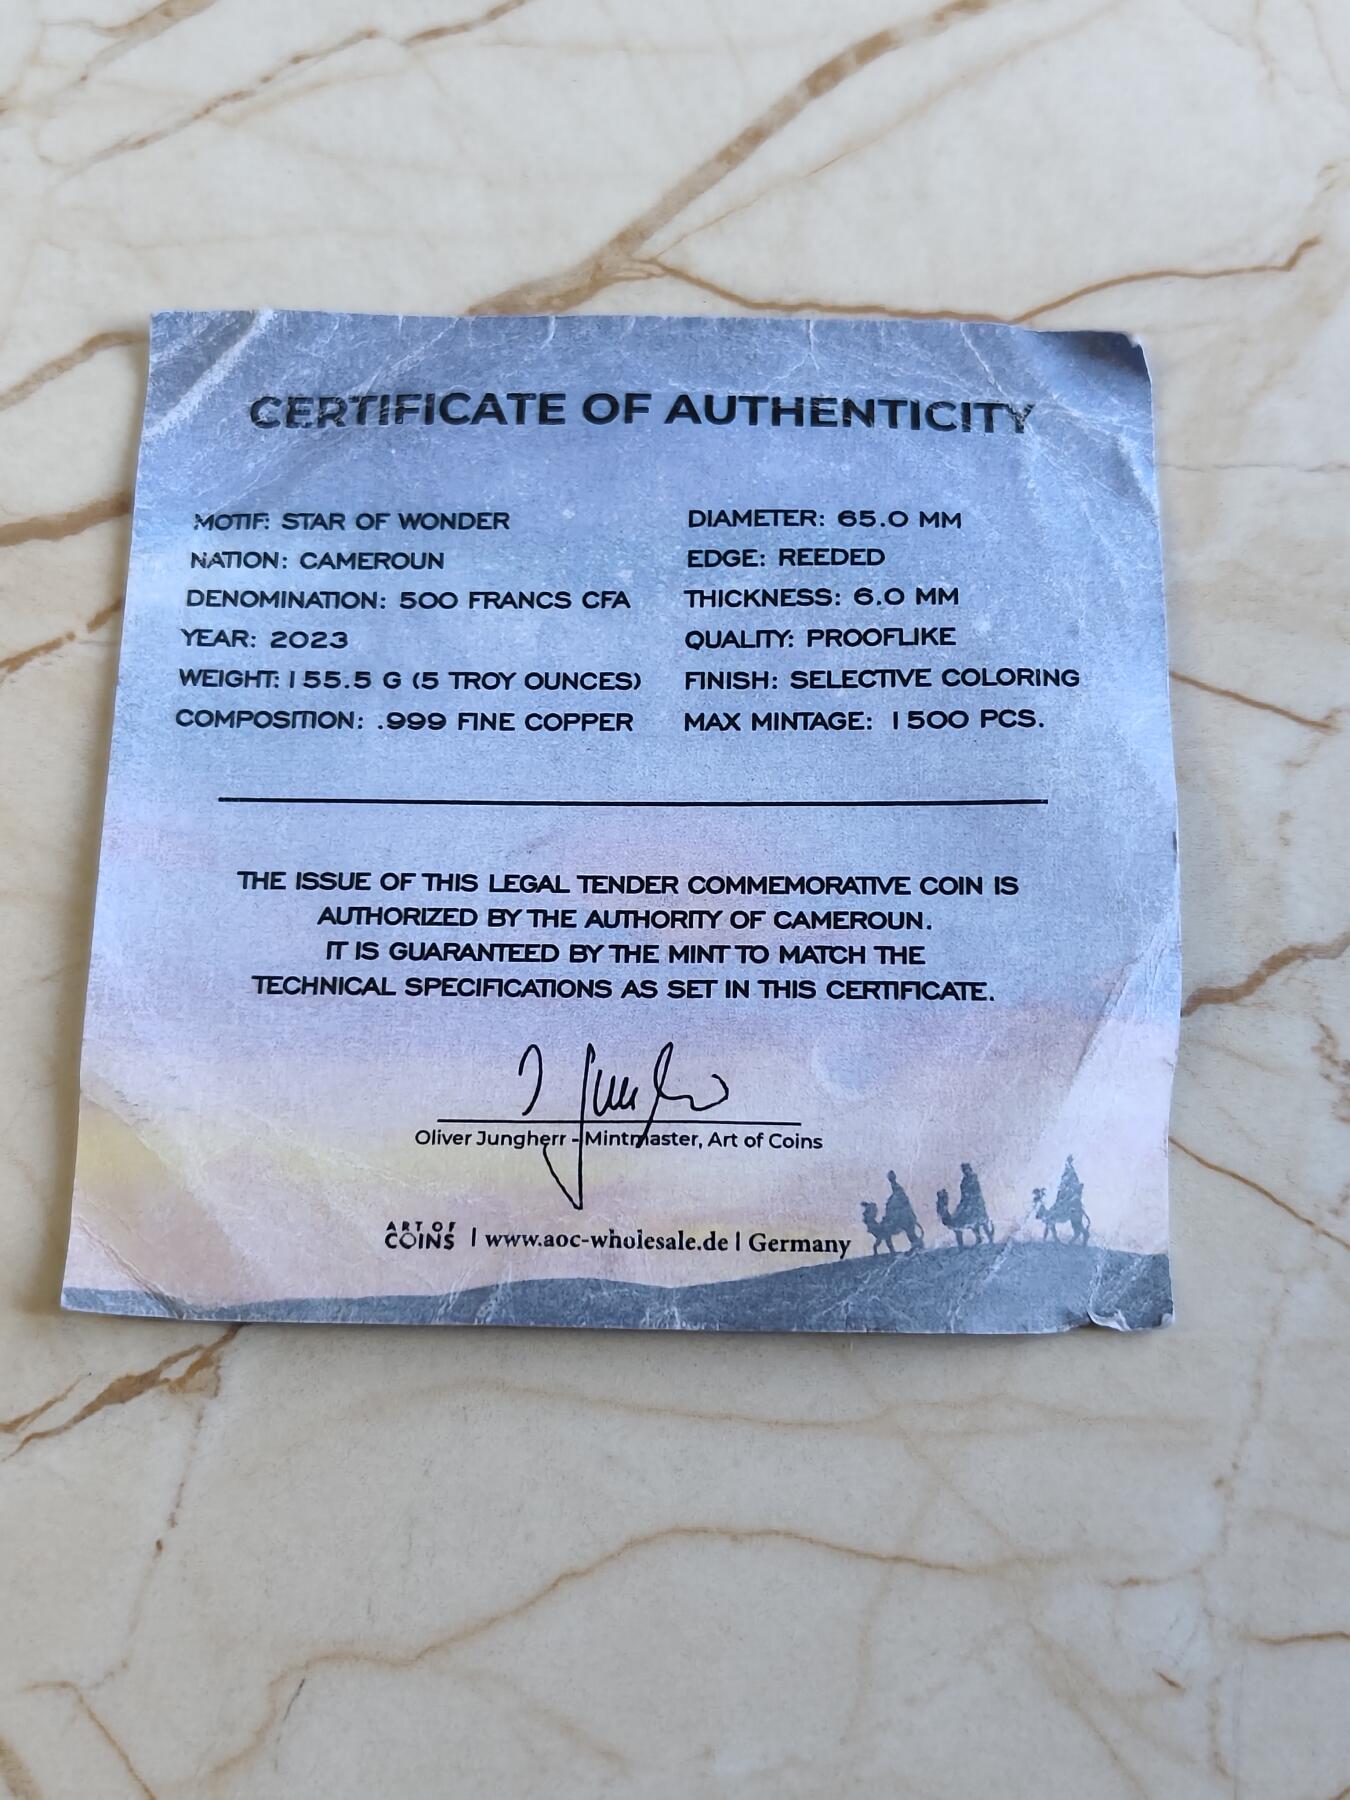 CERTIFICATE OF AUTHENTICITY
MOTIF: STAR OF WONDER
NATION: CAMEROUN
DENOMINATION: 500 FRANCS CFA
YEAR: 2023
WEIGHT: 155.5 G (5 TROY OUNCES)
COMPOSITION: .999 FINE COPPER
DIAMETER: 65.0 MM
EDGE: REEDED
THICKNESS: 6.0 MM
QUALITY: PROOFLIKE
FINISH: SELECTIVE COLORING
MAX MINTAGE: 1500 PCS.
THE ISSUE OF THIS LEGAL TENDER COMMEMORATIVE COIN IS
AUTHORIZED BY THE AUTHORITY OF CAMEROUN.
IT IS GUARANTEED BY THE MINT TO MATCH THE
TECHNICAL SPECIFICATIONS AS SET IN THIS CERTIFICATE.
Oliver Jungherr - Mintmaster, Art of Coins
ART OF
COINS | www.aoc-wholesale.de | Germany